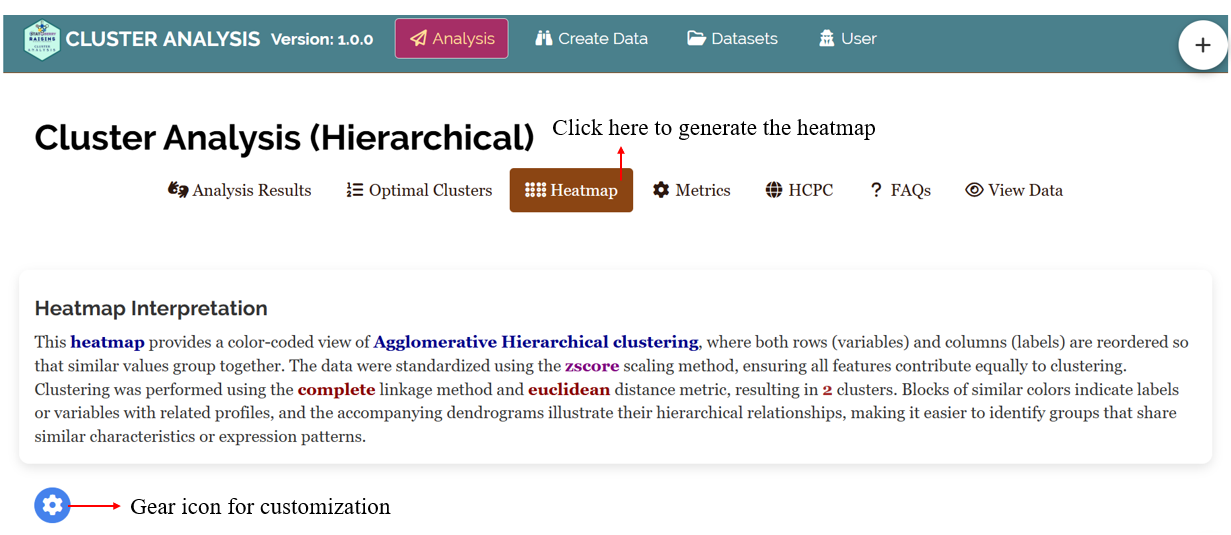 CLUSTER ANALYSIS Version: 1.0.0 Analysis Create Data Datasets User
RAISINS
CLUSTER
ANALYSIS
Cluster Analysis (Hierarchical)
Click here to generate the heatmap
Analysis Results Optimal Clusters Heatmap Metrics HCPC ? FAQs View Data
Heatmap Interpretation
This heatmap provides a color-coded view of Agglomerative Hierarchical clustering, where both rows (variables) and columns (labels) are reordered so
that similar values group together. The data were standardized using the zscore scaling method, ensuring all features contribute equally to clustering.
Clustering was performed using the complete linkage method and euclidean distance metric, resulting in 2 clusters. Blocks of similar colors indicate labels
or variables with related profiles, and the accompanying dendrograms illustrate their hierarchical relationships, making it easier to identify groups that share
similar characteristics or expression patterns.
Gear icon for customization